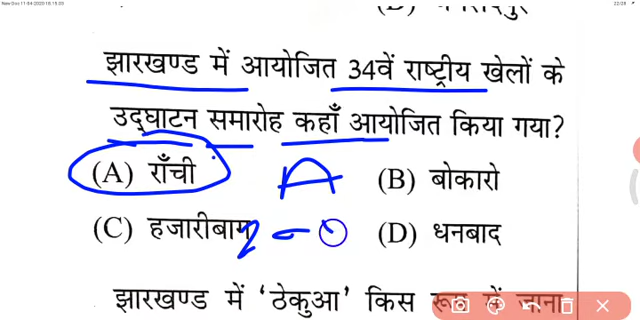 झारखण्ड में आयोजित 34वें राष्ट्रीय खेलों के
उद्घाटन समारोह कहाँ आयोजित किया गया?
(A) राँची A (B) बोकारो
(C) हजारीबाग (D) धनबाद
झारखण्ड में 'ठेकुआ' किस रूप में जाना